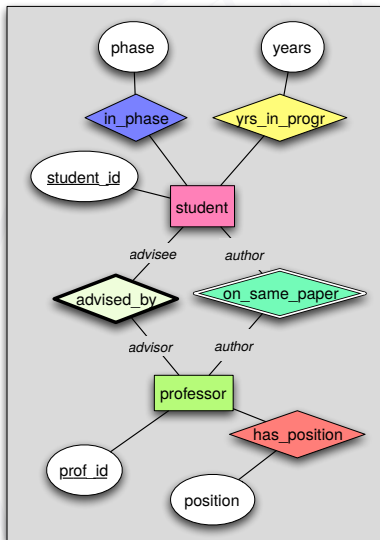 phase
years
in_phase
yrs_in_progr
student_id
student
advisee
author
advised_by
on_same_paper
advisor
author
professor
has_position
prof_id
position